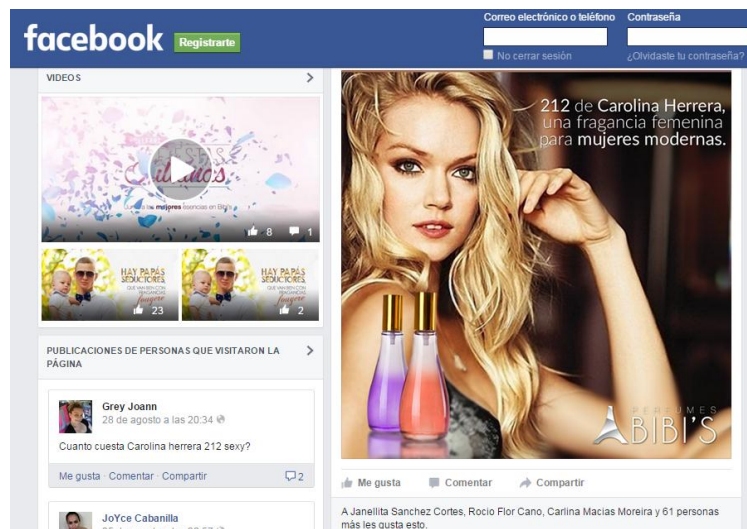 facebook
Registrarte
Correo electrónico o teléfono
Contraseña
No cerrar sesión
¿Olvidaste tu contraseña?
VIDEOS
mejores esencias en Bibi's
8
1
HAY PAPÁS
SEDUCTORES,
23
HAY PAPÁS
SEDUCTORES,
2
PUBLICACIONES DE PERSONAS QUE VISITARON LA
PÁGINA
Grey Joann
28 de agosto a las 20:34
Cuanto cuesta Carolina herrera 212 sexy?
Me gusta · Comentar · Compartir
2
JoYce Cabanilla
212 de Carolina Herrera,
una fragancia femenina
para mujeres modernas.
PERFUMES
BIBI'S
Me gusta
Comentar
Compartir
A Janellita Sanchez Cortes, Rocio Flor Cano, Carlina Macias Moreira y 61 personas
más les gusta esto.